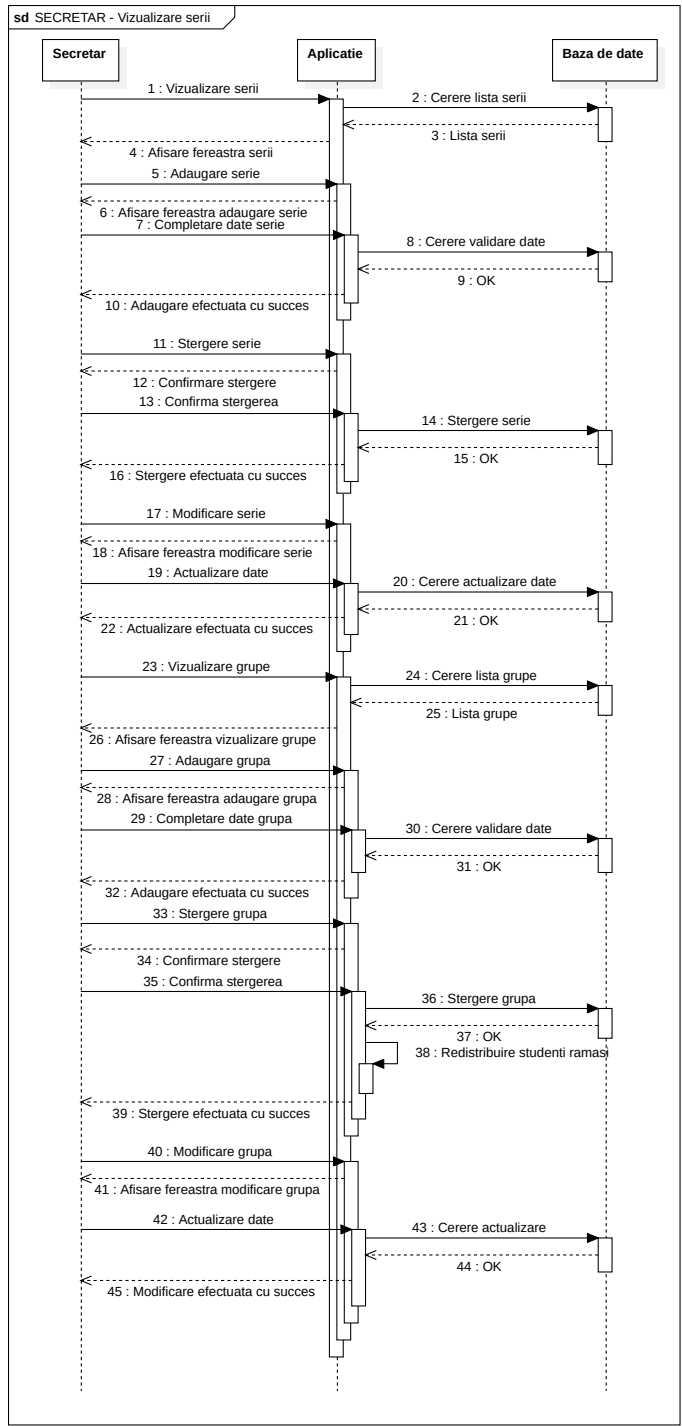 sd SECRETAR - Vizualizare serii
Secretar
Aplicatie
Baza de date
1 : Vizualizare serii
2 : Cerere lista serii
3 : Lista serii
4 : Afisare fereastra serii
5 : Adaugare serie
6 : Afisare fereastra adaugare serie
7 : Completare date serie
8 : Cerere validare date
9 : OK
10 : Adaugare efectuata cu succes
11 : Stergere serie
12 : Confirmare stergere
13 : Confirma stergerea
14 : Stergere serie
15 : OK
16 : Stergere efectuata cu succes
17 : Modificare serie
18 : Afisare fereastra modificare serie
19 : Actualizare date
20 : Cerere actualizare date
21 : OK
22 : Actualizare efectuata cu succes
23 : Vizualizare grupe
24 : Cerere lista grupe
25 : Lista grupe
26 : Afisare fereastra vizualizare grupe
27 : Adaugare grupa
28 : Afisare fereastra adaugare grupa
29 : Completare date grupa
30 : Cerere validare date
31 : OK
32 : Adaugare efectuata cu succes
33 : Stergere grupa
34 : Confirmare stergere
35 : Confirma stergerea
36 : Stergere grupa
37 : OK
38 : Redistribuire studenti ramasi
39 : Stergere efectuata cu succes
40 : Modificare grupa
41 : Afisare fereastra modificare grupa
42 : Actualizare date
43 : Cerere actualizare
44 : OK
45 : Modificare efectuata cu succes